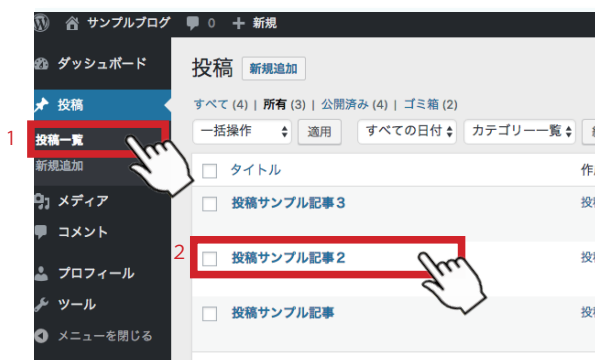 サンプルブログ 0 + 新規
ダッシュボード
投稿
投稿一覧
新規追加
メディア
コメント
プロフィール
ツール
メニューを閉じる
1
投稿 新規追加
すべて (4) | 所有 (3) | 公開済み (4) | ゴミ箱 (2)
一括操作 適用 すべての日付 カテゴリー一覧
タイトル
投稿サンプル記事3
2
投稿サンプル記事2
投稿サンプル記事